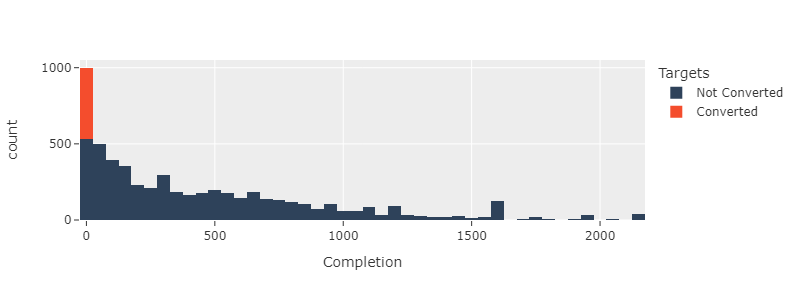 Targets
Not Converted
Converted
count
1000
500
0
0
500
1000
1500
2000
Completion